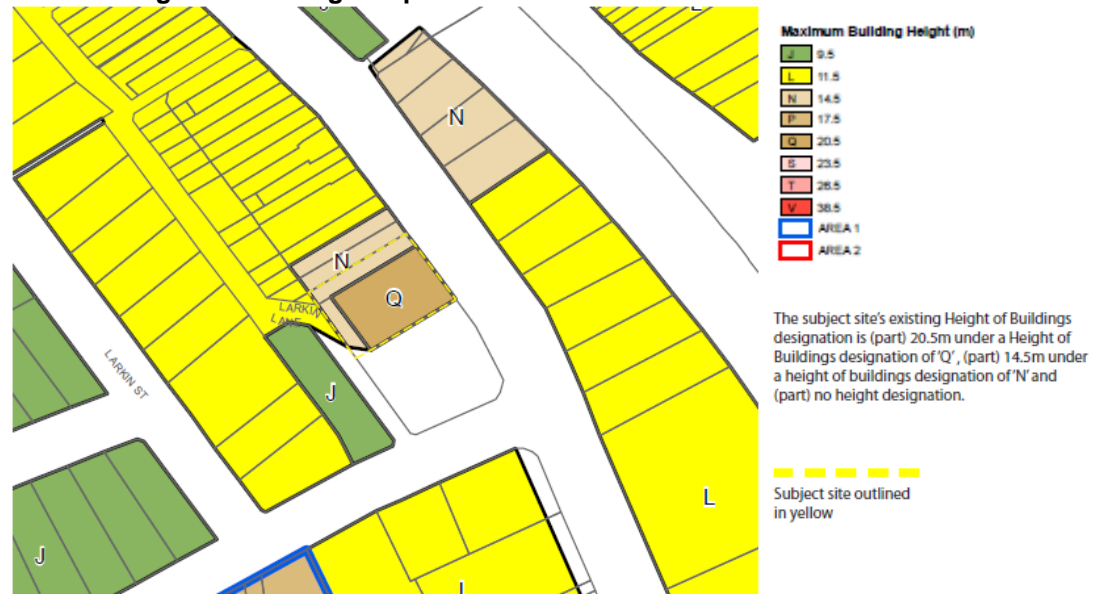 Maximum Building Height (m)
J 9.5
L 11.5
N 14.5
P 17.5
Q 20.5
S 23.5
T 26.5
V 38.5
AREA 1
AREA 2
N
N
Q
LARKIN
LANE
LARKIN ST
J
L
J
The subject site's existing Height of Buildings
designation is (part) 20.5m under a Height of
Buildings designation of 'Q' , (part) 14.5m under
a height of buildings designation of 'N' and
(part) no height designation.
Subject site outlined
in yellow